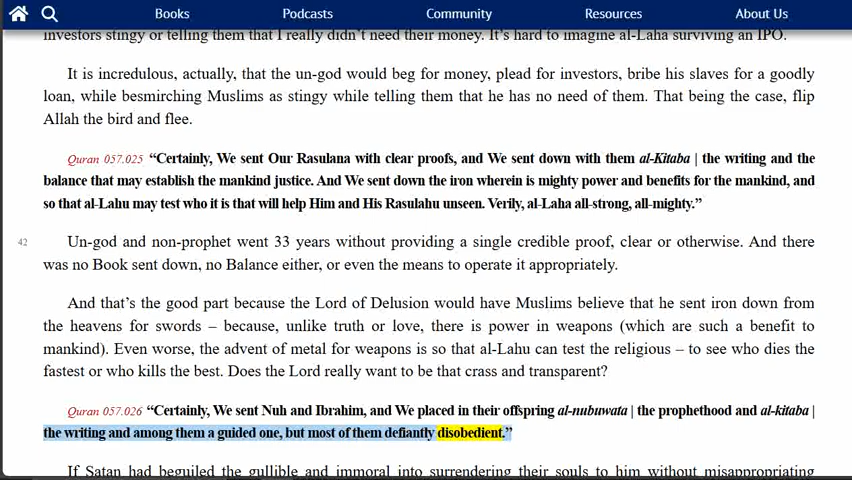 Books Podcasts Community Resources About Us
investors stingy or telling them that I really didn't need their money. It's hard to imagine al-Laha surviving an IPO.
It is incredulous, actually, that the un-god would beg for money, plead for investors, bribe his slaves for a goodly
loan, while besmirching Muslims as stingy while telling them that he has no need of them. That being the case, flip
Allah the bird and flee.
Quran 057.025 “Certainly, We sent Our Rasulana with clear proofs, and We sent down with them al-Kitaba | the writing and the
balance that may establish the mankind justice. And We sent down the iron wherein is mighty power and benefits for the mankind, and
so that al-Lahu may test who it is that will help Him and His Rasulahu unseen. Verily, al-Laha all-strong, all-mighty.”
42 Un-god and non-prophet went 33 years without providing a single credible proof, clear or otherwise. And there
was no Book sent down, no Balance either, or even the means to operate it appropriately.
And that's the good part because the Lord of Delusion would have Muslims believe that he sent iron down from
the heavens for swords – because, unlike truth or love, there is power in weapons (which are such a benefit to
mankind). Even worse, the advent of metal for weapons is so that al-Lahu can test the religious – to see who dies the
fastest or who kills the best. Does the Lord really want to be that crass and transparent?
Quran 057.026 “Certainly, We sent Nuh and Ibrahim, and We placed in their offspring al-nubuwata | the prophethood and al-kitaba |
the writing and among them a guided one, but most of them defiantly disobedient.”
If Satan had beguiled the gullible and immoral into surrendering their souls to him without misappropriating